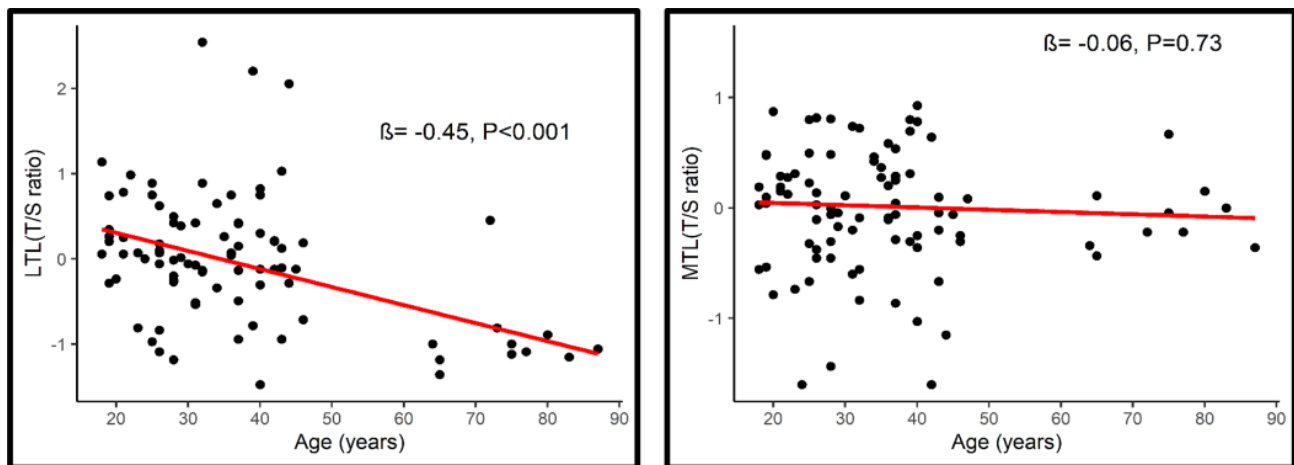 ß= -0.45, P<0.001
LTL(T/S ratio)
2
1
0
-1
20 30 40 50 60 70 80 90
Age (years)
ß= -0.06, P=0.73
MTL(T/S ratio)
1
0
-1
20 30 40 50 60 70 80 90
Age (years)